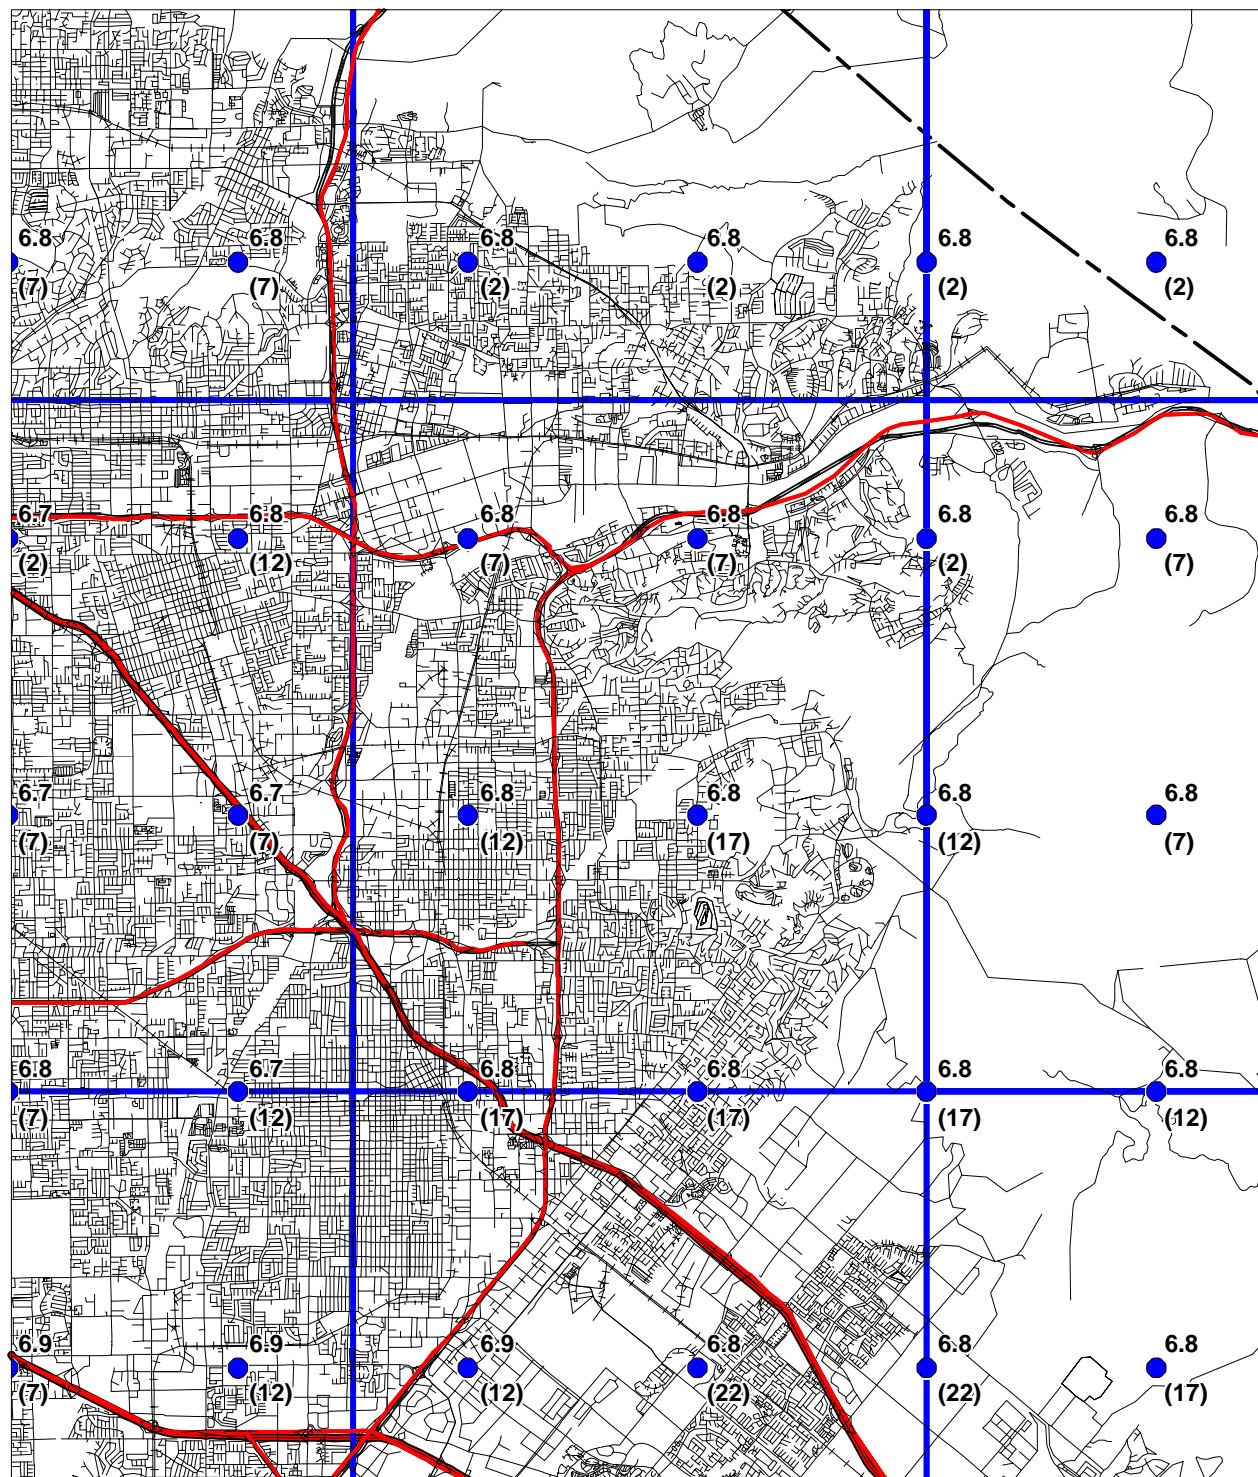 6.8 6.8 6.8 6.8 6.8 6.8
(7) (7) (2) (2) (2) (2)
6.7 6.8 6.8 6.8 6.8 6.8
(2) (12) (7) (7) (2) (7)
6.7 6.7 6.8 6.8 6.8 6.8
(7) (7) (12) (17) (12) (7)
6.8 6.7 6.8 6.8 6.8 6.8
(7) (12) (17) (17) (17) (12)
6.9 6.9 6.9 6.8 6.8 6.8
(7) (12) (12) (22) (22) (17)